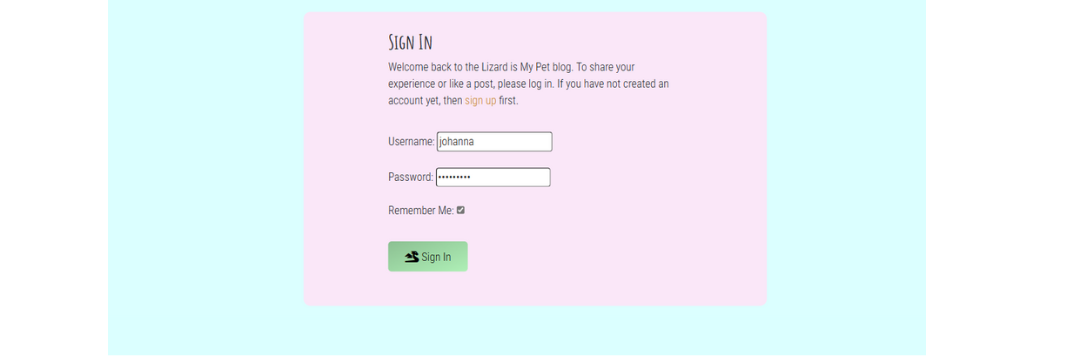 Sign In
Welcome back to the Lizard is My Pet blog. To share your
experience or like a post, please log in. If you have not created an
account yet, then sign up first.
Username: johanna
Password: •••••••••
Remember Me:
Sign In